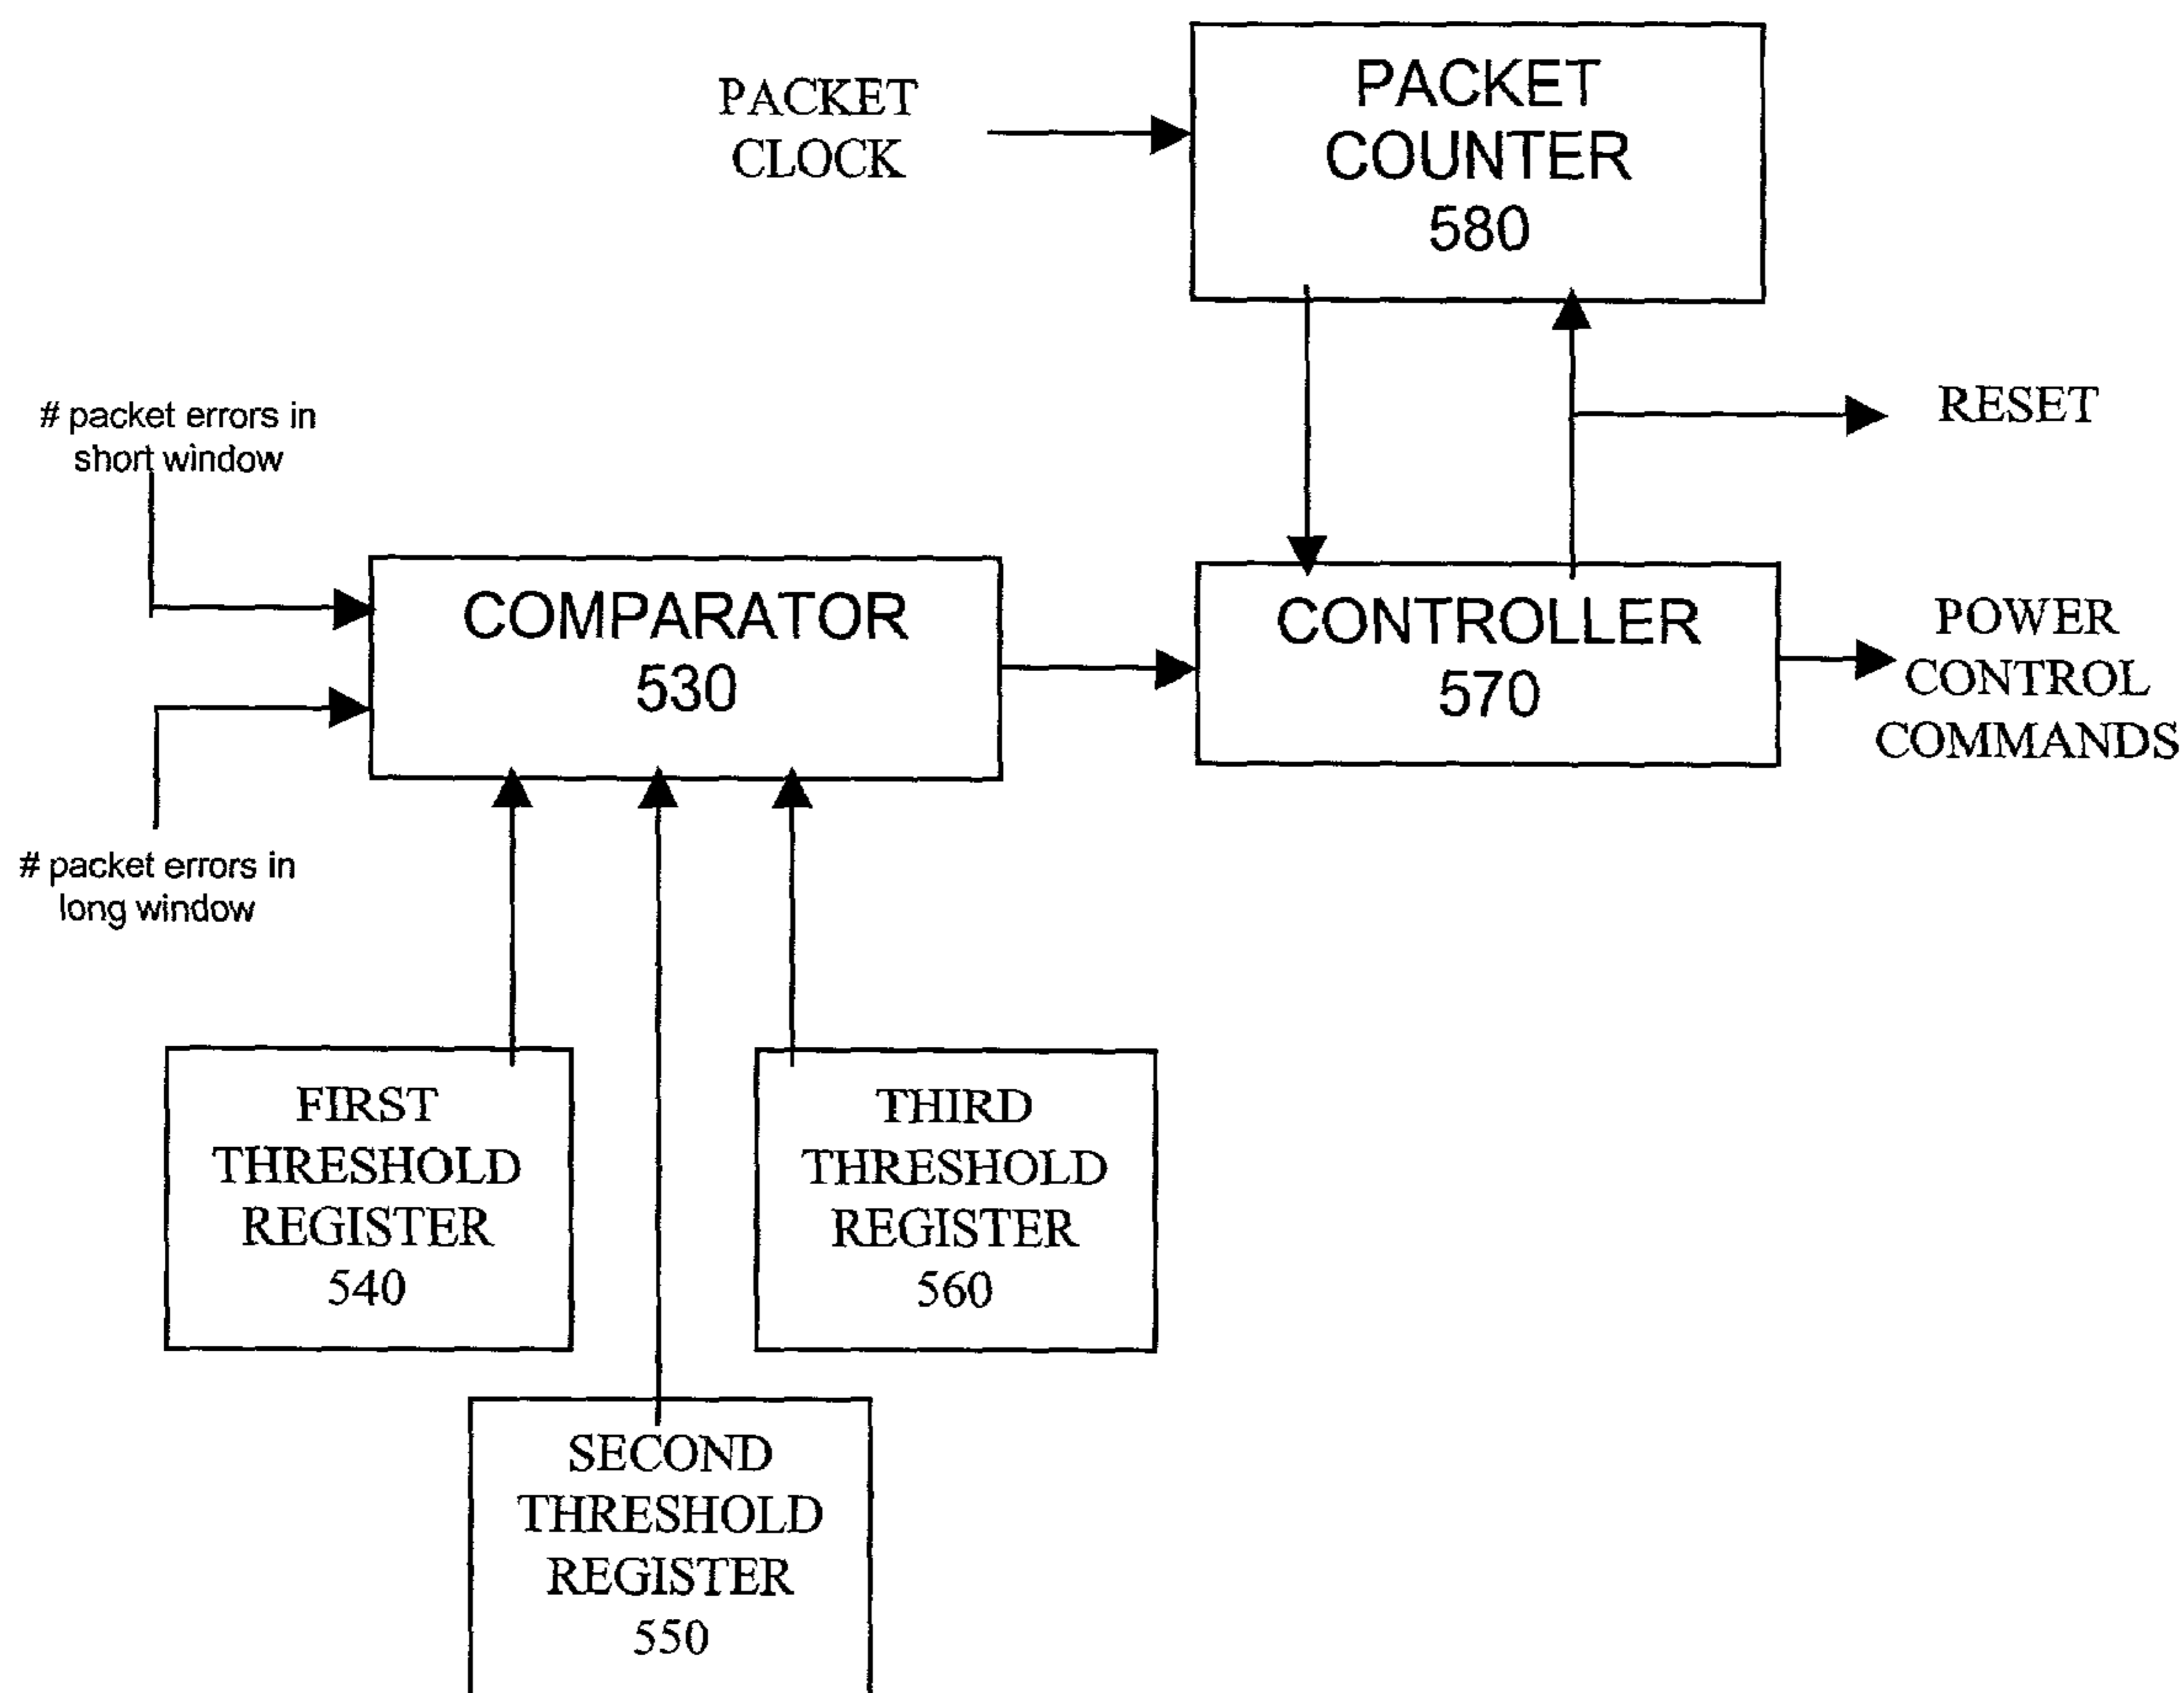 PACKET
CLOCK
PACKET
COUNTER
580
RESET
# packet errors in
short window
COMPARATOR
530
CONTROLLER
570
POWER
CONTROL
COMMANDS
# packet errors in
long window
FIRST
THRESHOLD
REGISTER
540
THIRD
THRESHOLD
REGISTER
560
SECOND
THRESHOLD
REGISTER
550